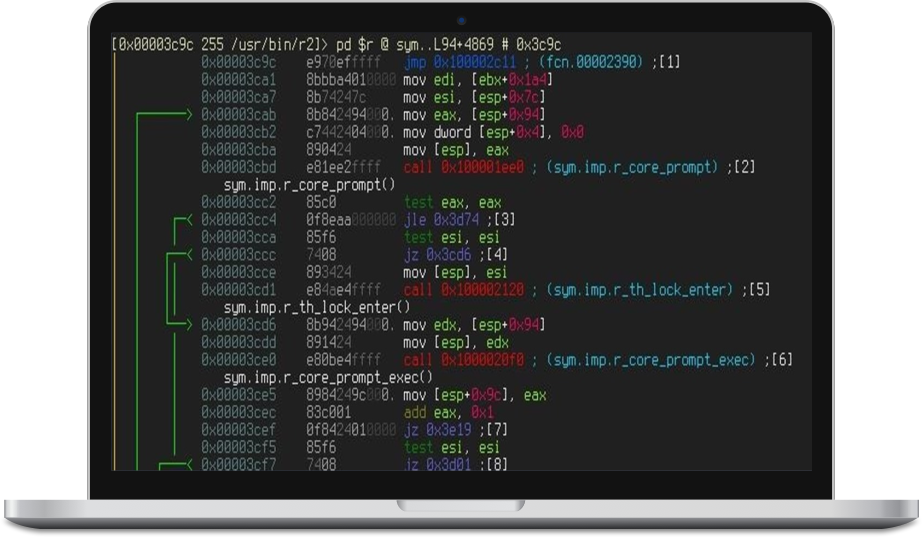 [0x00003c9c 255 /usr/bin/r2]> pd $r @ sym..L94+4869 # 0x3c9c
0x00003c9c e970efffff jmp 0x100002c11 ; (fcn.00002390) ;[1]
0x00003ca1 8bbba4010000 mov edi, [ebx+0x1a4]
0x00003ca7 8b74247c mov esi, [esp+0x7c]
0x00003cab 8b842494000. mov eax, [esp+0x94]
0x00003cb2 c7442404000. mov dword [esp+0x4], 0x0
0x00003cba 890424 mov [esp], eax
0x00003cbd e81ee2ffff call 0x100001ee0 ; (sym.imp.r_core_prompt) ;[2]
sym.imp.r_core_prompt()
0x00003cc2 85c0 test eax, eax
0x00003cc4 0f8eaa000000 jle 0x3d74 ;[3]
0x00003cca 85f6 test esi, esi
0x00003ccc 7408 jz 0x3cd6 ;[4]
0x00003cce 893424 mov [esp], esi
0x00003cd1 e84ae4ffff call 0x100002120 ; (sym.imp.r_th_lock_enter) ;[5]
sym.imp.r_th_lock_enter()
0x00003cd6 8b942494000. mov edx, [esp+0x94]
0x00003cdd 891424 mov [esp], edx
0x00003ce0 e80be4ffff call 0x1000020f0 ; (sym.imp.r_core_prompt_exec) ;[6]
sym.imp.r_core_prompt_exec()
0x00003ce5 8984249c000. mov [esp+0x9c], eax
0x00003cec 83c001 add eax, 0x1
0x00003cef 0f8424010000 jz 0x3e19 ;[7]
0x00003cf5 85f6 test esi, esi
0x00003cf7 7408 jz 0x3d01 ;[8]